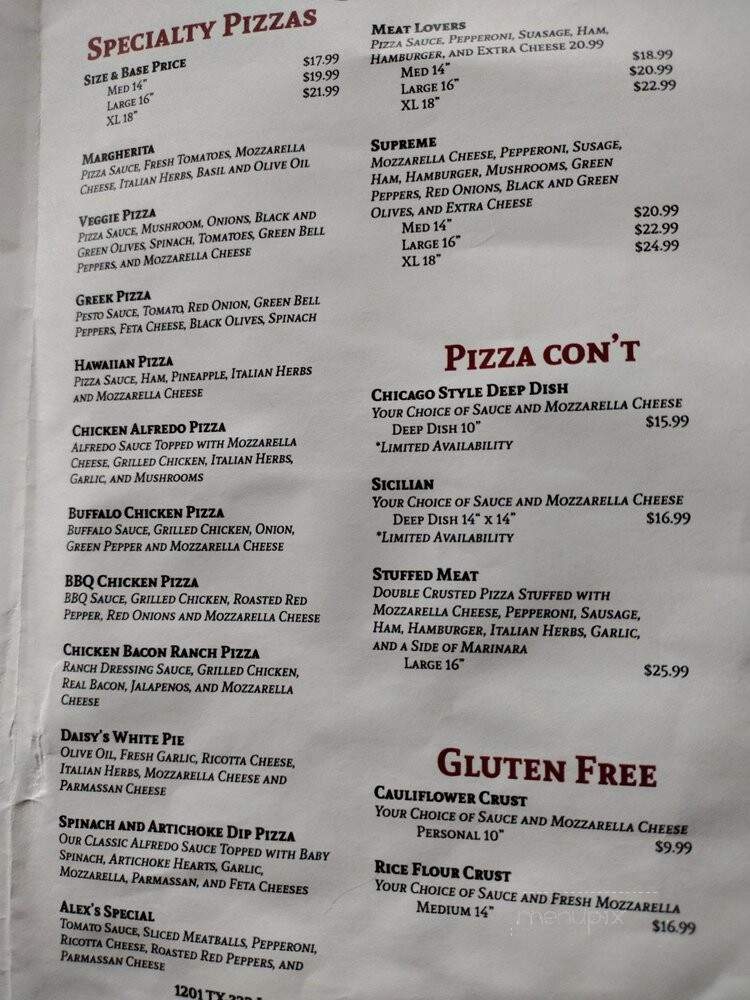 SPECIALTY PIZZAS
SIZE & BASE PRICE
MED 14" $17.99
LARGE 16" $19.99
XL 18" $21.99
MARGHERITA
PIZZA SAUCE, FRESH TOMATOES, MOZZARELLA
CHEESE, ITALIAN HERBS, BASIL AND OLIVE OIL
VEGGIE PIZZA
PIZZA SAUCE, MUSHROOM, ONIONS, BLACK AND
GREEN OLIVES, SPINACH, TOMATOES, GREEN BELL
PEPPERS, AND MOZZARELLA CHEESE
GREEK PIZZA
PESTO SAUCE, TOMATO, RED ONION, GREEN BELL
PEPPERS, FETA CHEESE, BLACK OLIVES, SPINACH
HAWAIIAN PIZZA
PIZZA SAUCE, HAM, PINEAPPLE, ITALIAN HERBS
AND MOZZARELLA CHEESE
CHICKEN ALFREDO PIZZA
ALFREDO SAUCE TOPPED WITH MOZZARELLA
CHEESE, GRILLED CHICKEN, ITALIAN HERBS,
GARLIC, AND MUSHROOMS
BUFFALO CHICKEN PIZZA
BUFFALO SAUCE, GRILLED CHICKEN, ONION,
GREEN PEPPER AND MOZZARELLA CHEESE
BBQ CHICKEN PIZZA
BBQ SAUCE, GRILLED CHICKEN, ROASTED RED
PEPPER, RED ONIONS AND MOZZARELLA CHEESE
CHICKEN BACON RANCH PIZZA
RANCH DRESSING SAUCE, GRILLED CHICKEN,
REAL BACON, JALAPENOS, AND MOZZARELLA
CHEESE
DAISY'S WHITE PIE
OLIVE OIL, FRESH GARLIC, RICOTTA CHEESE,
ITALIAN HERBS, MOZZARELLA CHEESE AND
PARMASSAN CHEESE
SPINACH AND ARTICHOKE DIP PIZZA
OUR CLASSIC ALFREDO SAUCE TOPPED WITH BABY
SPINACH, ARTICHOKE HEARTS, GARLIC,
MOZZARELLA, PARMASSAN, AND FETA CHEESES
ALEX'S SPECIAL
TOMATO SAUCE, SLICED MEATBALLS, PEPPERONI,
RICOTTA CHEESE, ROASTED RED PEPPERS, AND
PARMASSAN CHEESE
1201 TX
MEAT LOVERS
PIZZA SAUCE, PEPPERONI, SUASAGE, HAM,
HAMBURGER, AND EXTRA CHEESE 20.99
MED 14" $18.99
LARGE 16" $20.99
XL 18" $22.99
SUPREME
MOZZARELLA CHEESE, PEPPERONI, SUSAGE,
HAM, HAMBURGER, MUSHROOMS, GREEN
PEPPERS, RED ONIONS, BLACK AND GREEN
OLIVES, AND EXTRA CHEESE
MED 14" $20.99
LARGE 16" $22.99
XL 18" $24.99
PIZZA CON'T
CHICAGO STYLE DEEP DISH
YOUR CHOICE OF SAUCE AND MOZZARELLA CHEESE
DEEP DISH 10" $15.99
*LIMITED AVAILABILITY
SICILIAN
YOUR CHOICE OF SAUCE AND MOZZARELLA CHEESE
DEEP DISH 14" X 14" $16.99
*LIMITED AVAILABILITY
STUFFED MEAT
DOUBLE CRUSTED PIZZA STUFFED WITH
MOZZARELLA CHEESE, PEPPERONI, SAUSAGE,
HAM, HAMBURGER, ITALIAN HERBS, GARLIC,
AND A SIDE OF MARINARA
LARGE 16" $25.99
GLUTEN FREE
CAULIFLOWER CRUST
YOUR CHOICE OF SAUCE AND MOZZARELLA CHEESE
PERSONAL 10" $9.99
RICE FLOUR CRUST
YOUR CHOICE OF SAUCE AND FRESH MOZZARELLA
MEDIUM 14" $16.99
menupix